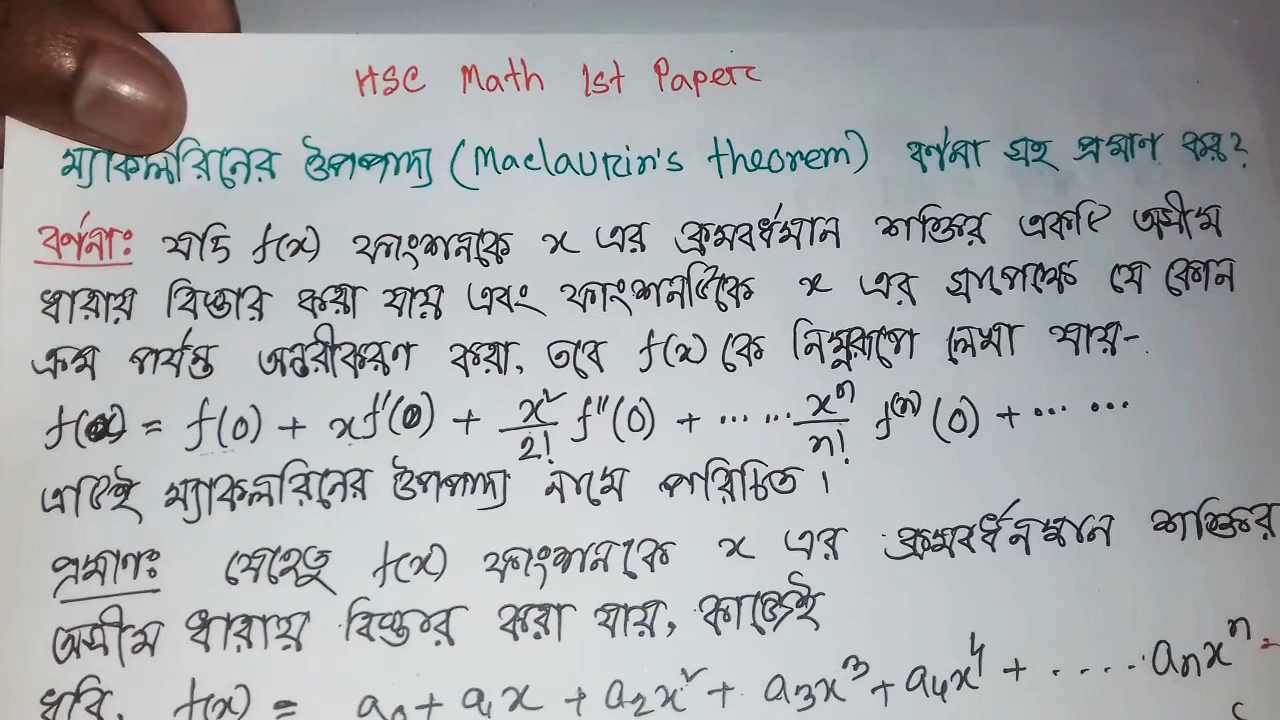 HSC Math 1st Paper
ম্যাকলরিনের উপপাদ্য (Maclaurin's theorem) বর্ণনা সহ প্রমাণ কর?
বর্ণনাঃ যদি f(x) ফাংশনকে x এর ক্রমবর্ধমান শক্তির একটি অসীম
ধারায় বিস্তার করা যায় এবং ফাংশনটিকে x এর সাপেক্ষে যে কোন
ক্রম পর্যন্ত অন্তরীকরণ করা, তবে f(x) কে নিম্নরূপে লেখা যায়-
f(x) = f(0) + xf'(0) + x²/2! f''(0) + ...... xⁿ/n! f⁽ⁿ⁾(0) + ... ...
এটিই ম্যাকলরিনের উপপাদ্য নামে পরিচিত।
প্রমাণঃ যেহেতু f(x) ফাংশনকে x এর ক্রমবর্ধনমান শক্তির
অসীম ধারায় বিস্তার করা যায়, কাজেই
ধরি, f(x) = a₀ + a₁x + a₂x² + a₃x³ + a₄x⁴ + ..... aₙxⁿ